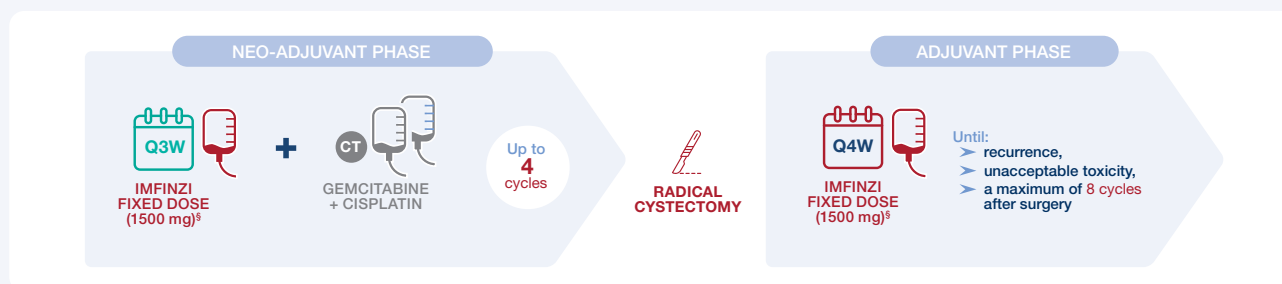 NEO-ADJUVANT PHASE
Q3W
IMFINZI
FIXED DOSE
(1500 mg)§
+
CT
GEMCITABINE
+ CISPLATIN
Up to
4
cycles
RADICAL
CYSTECTOMY
ADJUVANT PHASE
Q4W
IMFINZI
FIXED DOSE
(1500 mg)§
Until:
➤ recurrence,
➤ unacceptable toxicity,
➤ a maximum of 8 cycles
after surgery